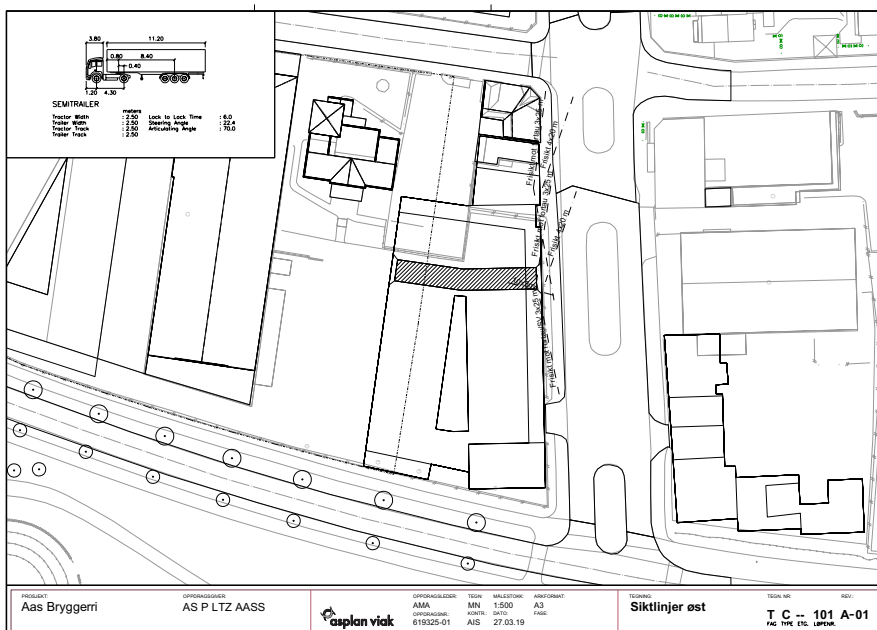 3.80
11.20
0.80
8.40
0.40
1.20
4.30
SEMITRAILER
meters
Tractor Width : 2.50
Trailer Width : 2.50
Tractor Track : 2.50
Trailer Track : 2.50
Lock to Lock Time : 6.0
Steering Angle : 22.4
Articulating Angle : 70.0
Frisikt 4x20 m
Frisikt 4x20 m
PROSJEKT:
Aas Bryggerri
OPPDRAGSGIVER:
AS P LTZ AASS
asplan viak
OPPDRAGSLEDER:
AMA
OPPDRAGSNR.:
619325-01
TEGN:
MN
KONTR.:
AIS
MÅLESTOKK:
1:500
DATO:
27.03.19
ARKFORMAT:
A3
FASE:
TEGNING:
Siktlinjer øst
TEGN. NR:
REV.:
T C -- 101 A-01
FAG TYPE ETG. LØPENR.